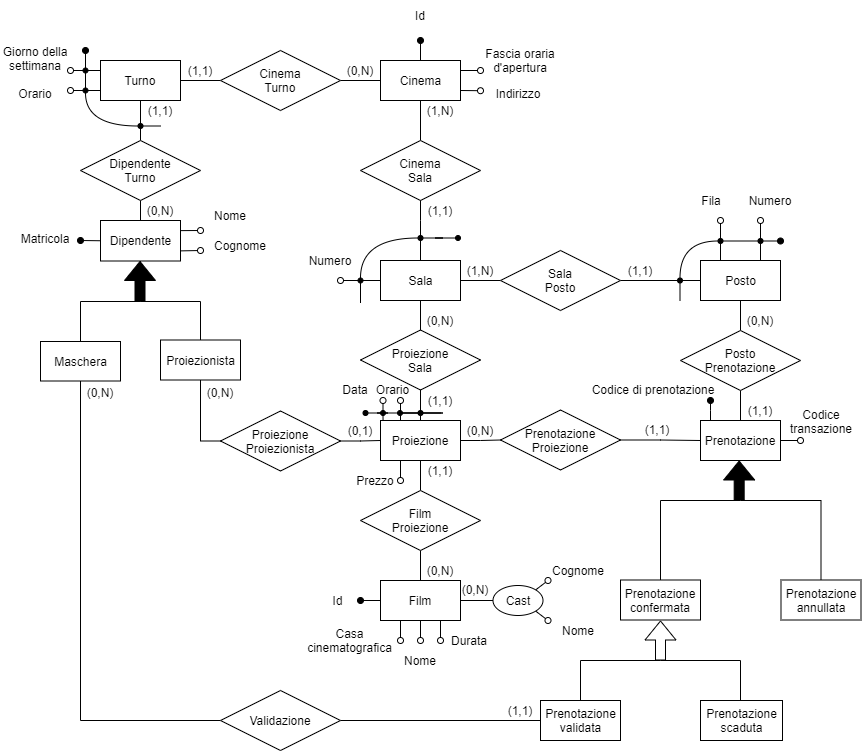 Id
Giorno della
settimana
Orario
Turno
(1,1)
Cinema
Turno
(0,N)
Cinema
Fascia oraria
d'apertura
Indirizzo
(1,1)
(1,N)
Dipendente
Turno
Cinema
Sala
(0,N)
(1,1)
Matricola
Dipendente
Nome
Cognome
Fila
Numero
Numero
Sala
(1,N)
Sala
Posto
(1,1)
Posto
(0,N)
(0,N)
Maschera
Proiezionista
Proiezione
Sala
Posto
Prenotazione
(0,N)
(0,N)
Data
Orario
(1,1)
Codice di prenotazione
(1,1)
Codice
transazione
Proiezione
Proiezionista
(0,1)
Proiezione
(0,N)
Prenotazione
Proiezione
(1,1)
Prenotazione
Prezzo
(1,1)
Film
Proiezione
(0,N)
Id
Film
(0,N)
Cast
Cognome
Nome
Casa
cinematografica
Nome
Durata
Prenotazione
confermata
Prenotazione
annullata
Validazione
(1,1)
Prenotazione
validata
Prenotazione
scaduta